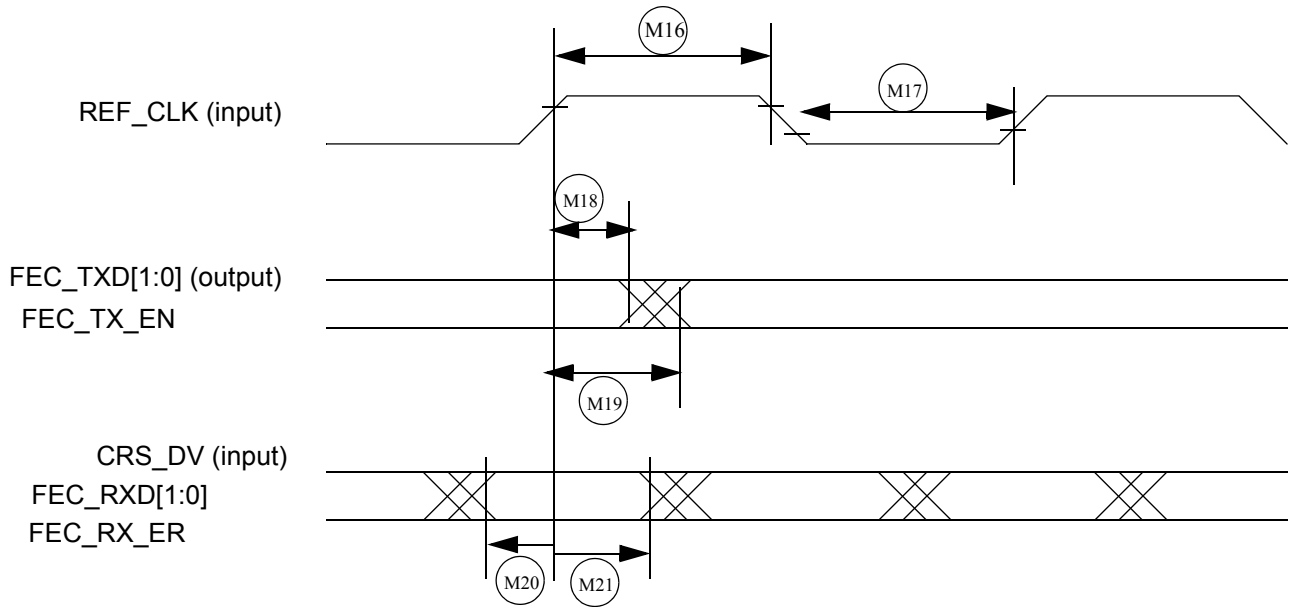 M16
REF_CLK (input)
M17
M18
FEC_TXD[1:0] (output)
FEC_TX_EN
M19
CRS_DV (input)
FEC_RXD[1:0]
FEC_RX_ER
M20
M21